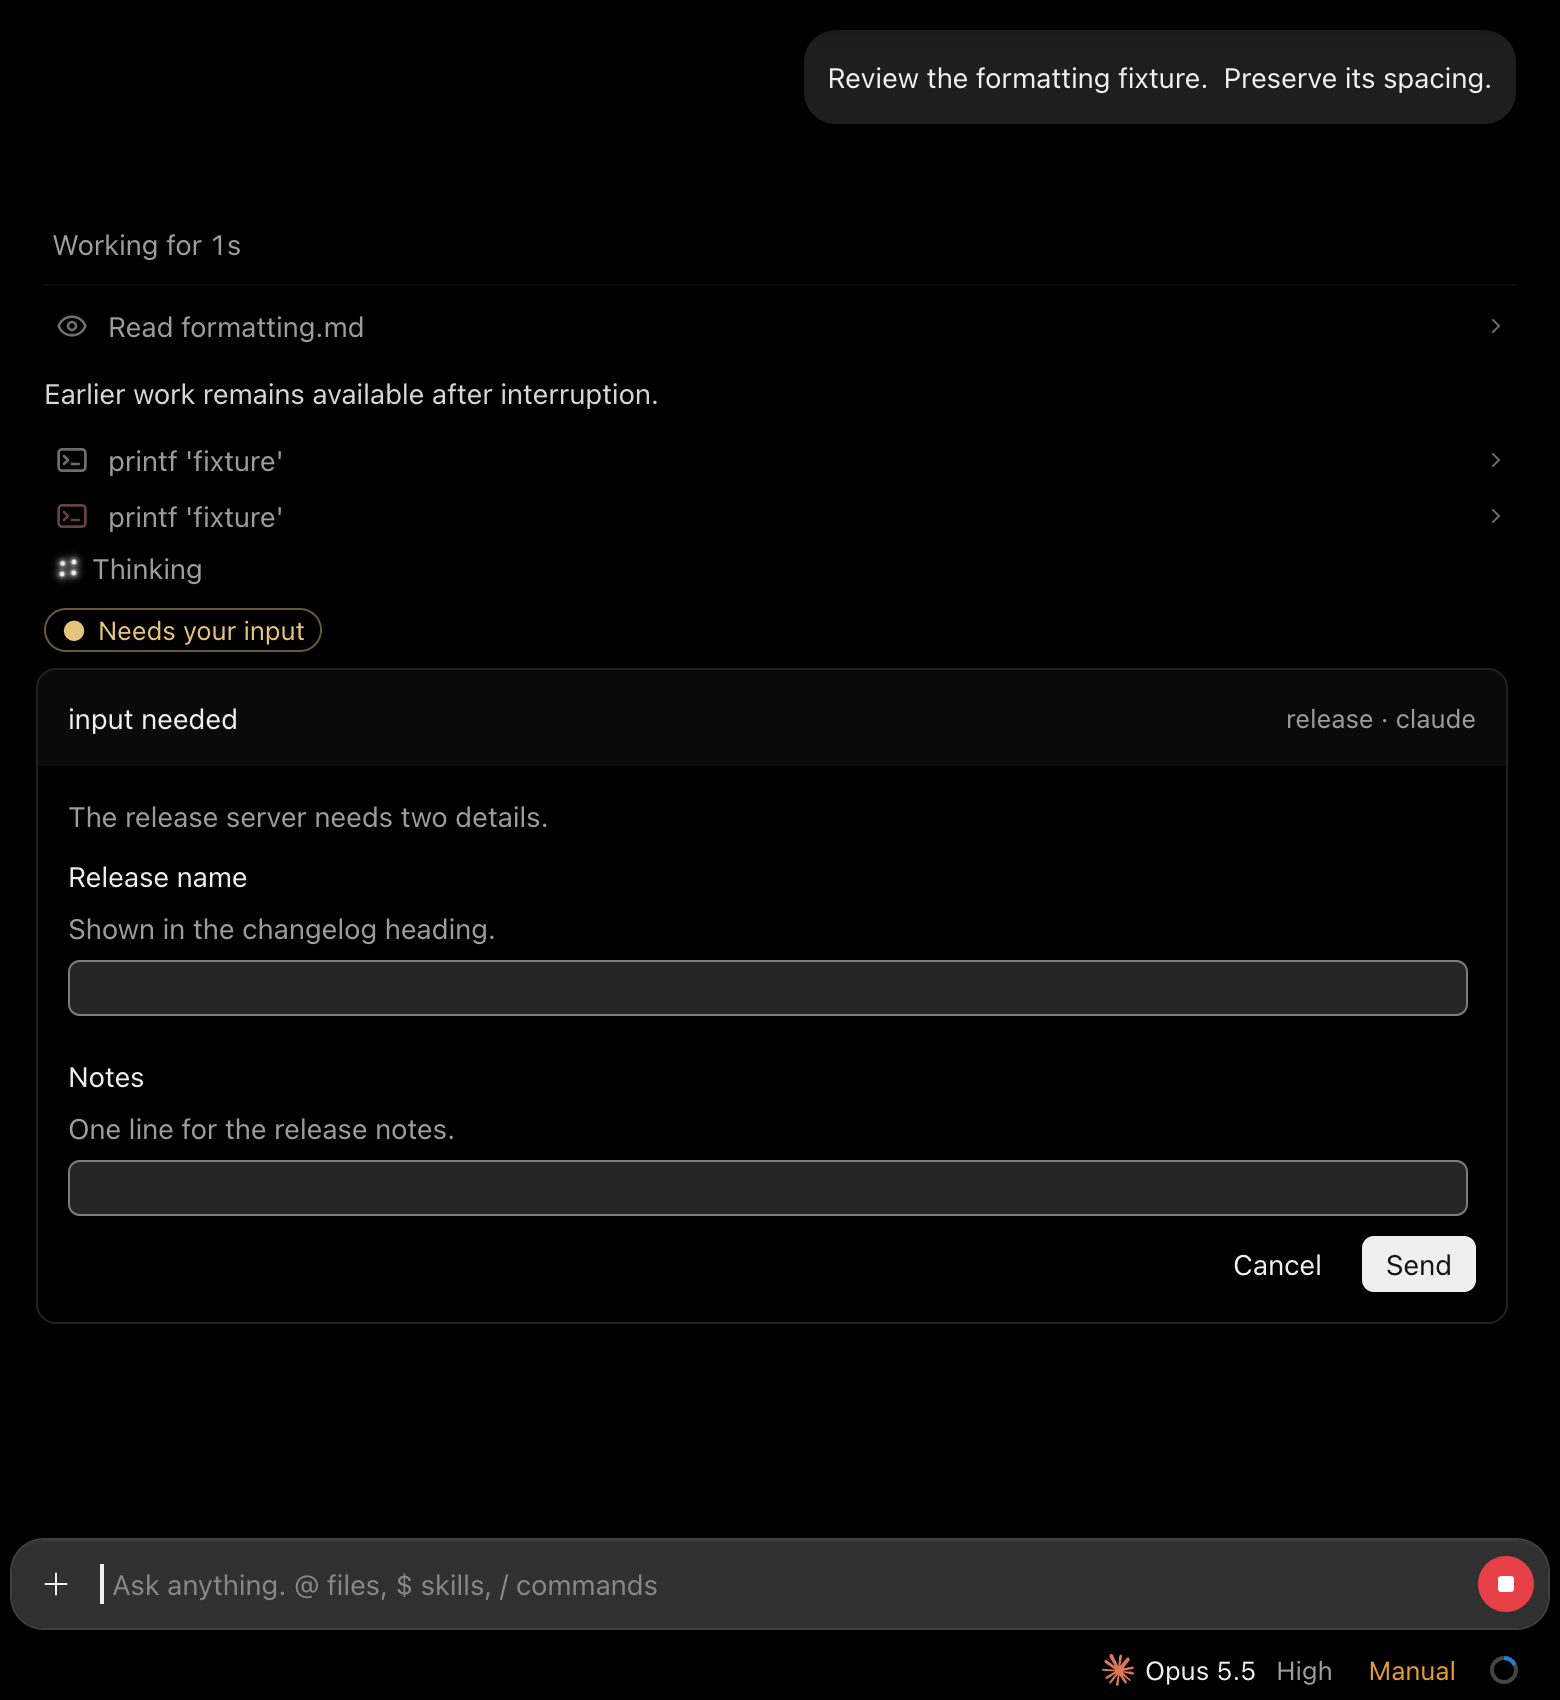 Review the formatting fixture.  Preserve its spacing.
Working for 1s
Read formatting.md
Earlier work remains available after interruption.
printf 'fixture'
printf 'fixture'
Thinking
Needs your input
input needed
release · claude
The release server needs two details.
Release name
Shown in the changelog heading.
Notes
One line for the release notes.
Cancel
Send
Ask anything. @ files, $ skills, / commands
Opus 5.5 High Manual